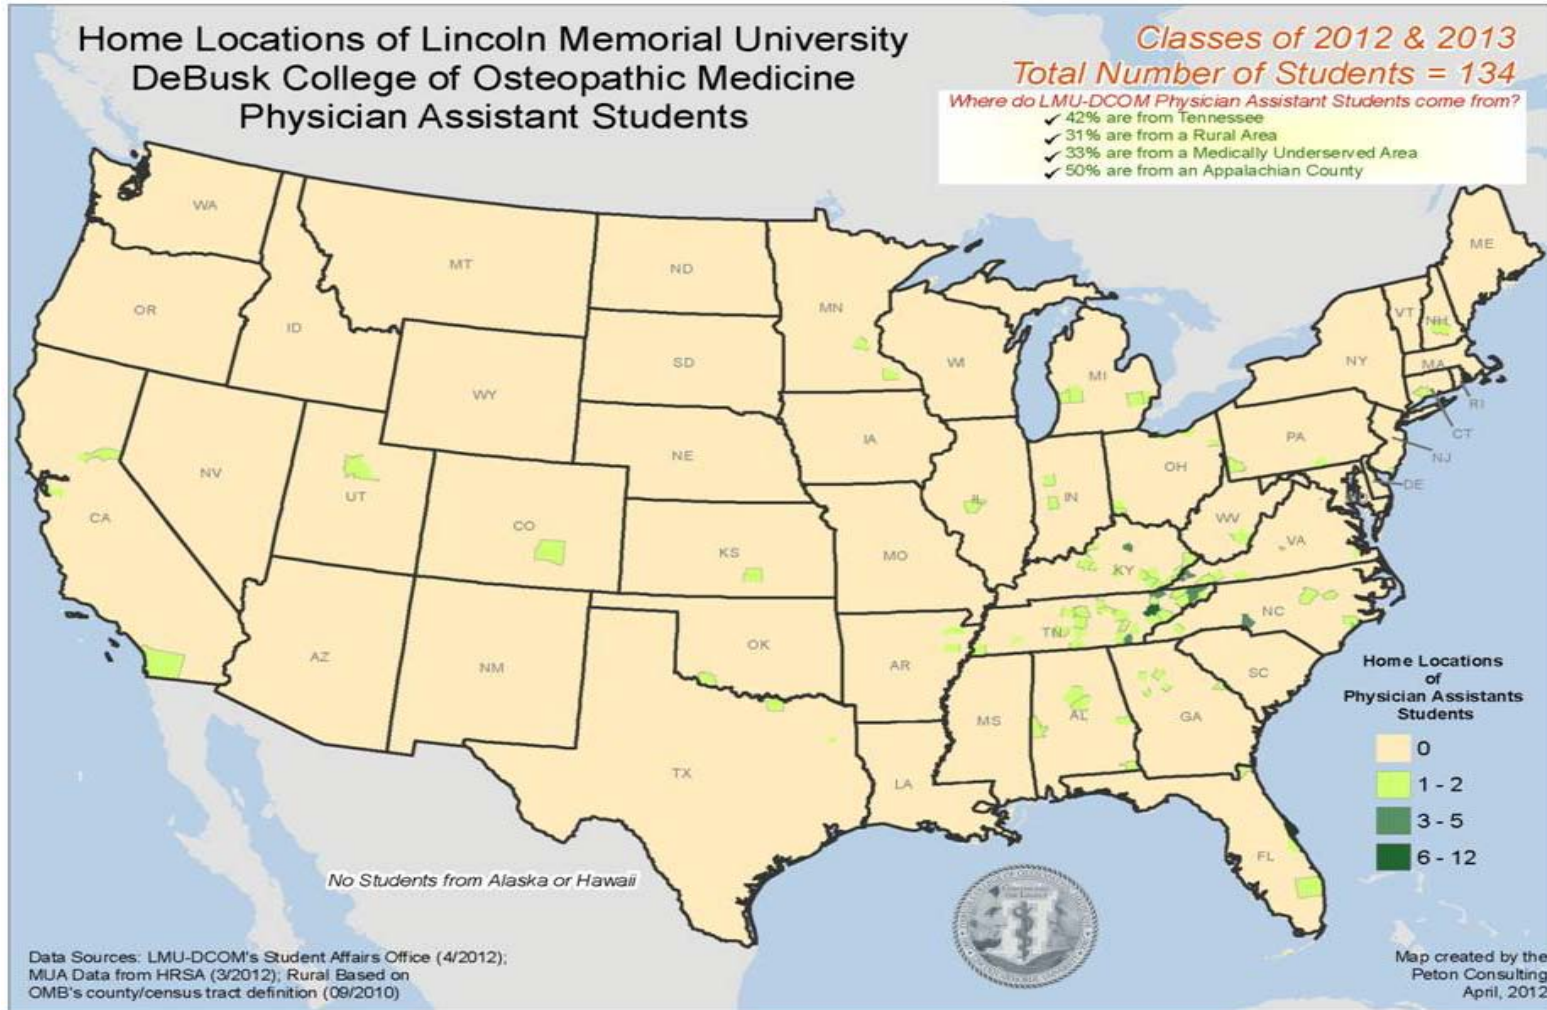 Home Locations of Lincoln Memorial University
DeBusk College of Osteopathic Medicine
Physician Assistant Students
Classes of 2012 & 2013
Total Number of Students = 134
Where do LMU-DCOM Physician Assistant Students come from?
✓ 42% are from Tennessee
✓ 31% are from a Rural Area
✓ 33% are from a Medically Underserved Area
✓ 50% are from an Appalachian County
WA
MT
ND
MN
ME
OR
ID
SD
WI
MI
VT
NH
NY
MA
WY
RI
CT
NV
UT
NE
IA
PA
NJ
OH
IL
IN
DE
CA
CO
KS
MO
WV
VA
KY
AZ
NM
OK
AR
TN
NC
SC
MS
AL
GA
TX
LA
FL
Home Locations
of
Physician Assistants
Students
0
1 - 2
3 - 5
6 - 12
No Students from Alaska or Hawaii
Data Sources: LMU-DCOM's Student Affairs Office (4/2012);
MUA Data from HRSA (3/2012); Rural Based on
OMB's county/census tract definition (09/2010)
Map created by the
Peton Consulting
April, 2012